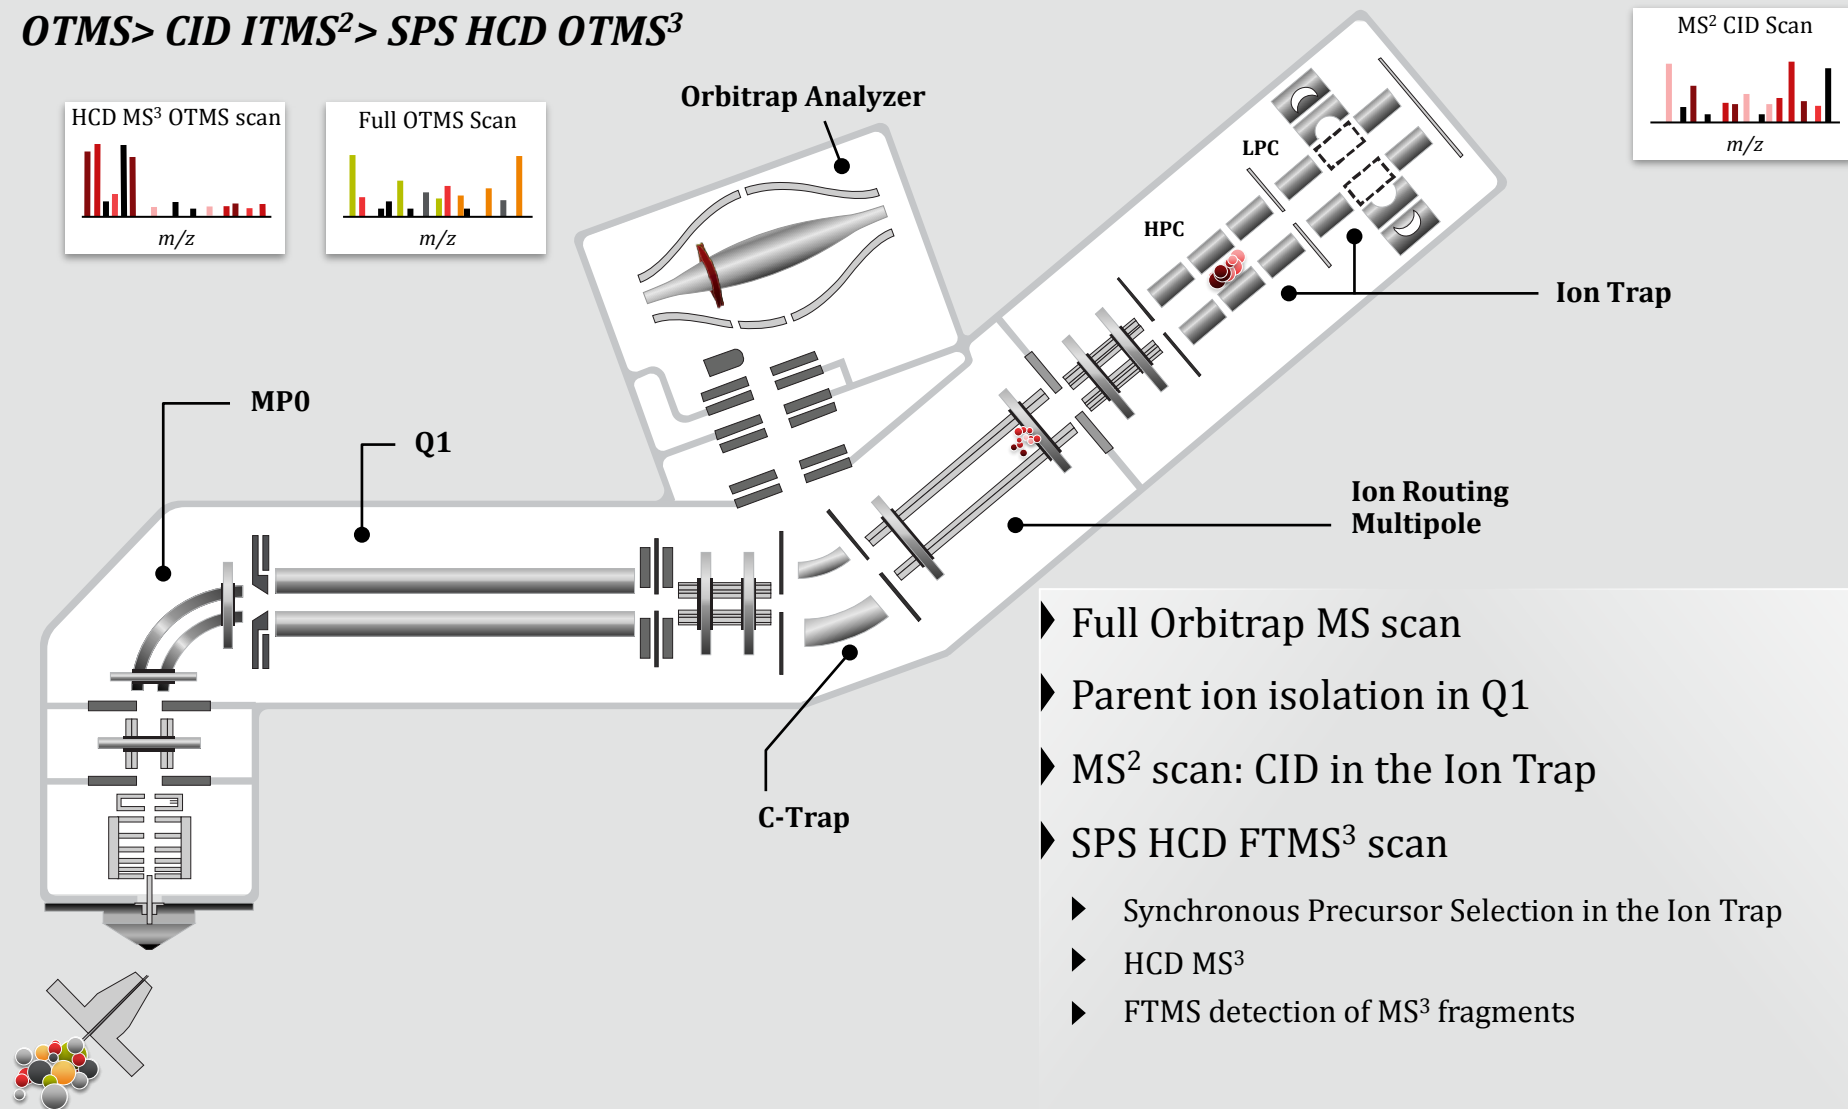 OTMS> CID ITMS²> SPS HCD OTMS³
HCD MS³ OTMS scan
m/z
Full OTMS Scan
m/z
MS² CID Scan
m/z
Orbitrap Analyzer
LPC
HPC
Ion Trap
MP0
Q1
Ion Routing
Multipole
C-Trap
Full Orbitrap MS scan
Parent ion isolation in Q1
MS² scan: CID in the Ion Trap
SPS HCD FTMS³ scan
Synchronous Precursor Selection in the Ion Trap
HCD MS³
FTMS detection of MS³ fragments